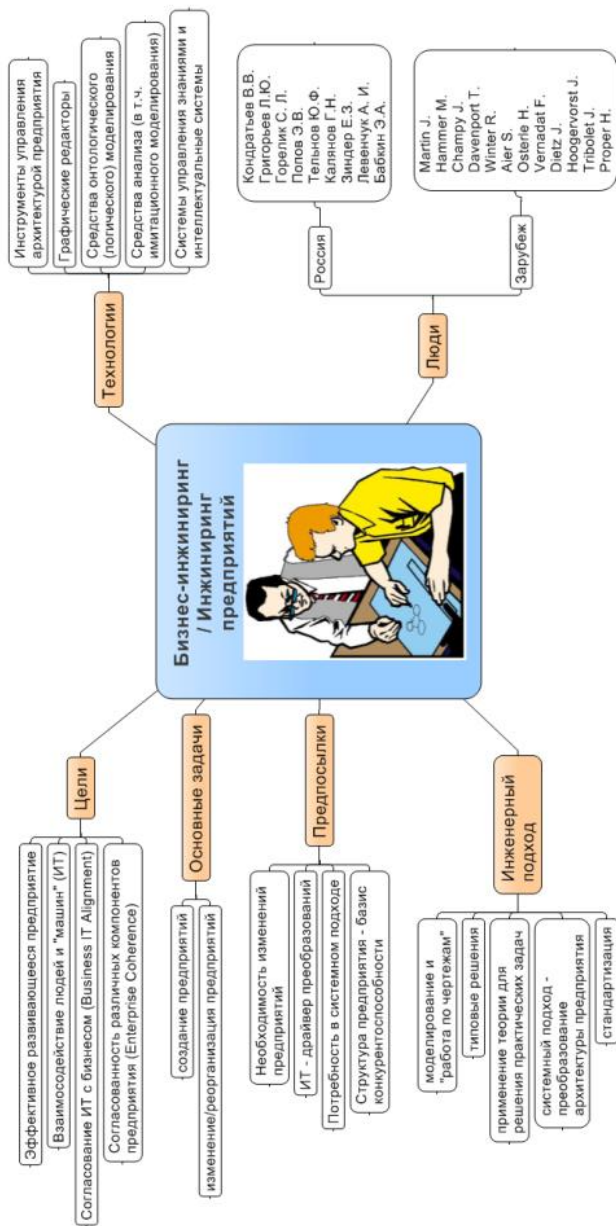 Бизнес-инжиниринг
/ Инжиниринг
предприятий
Цели
Эффективное развивающееся предприятие
Взаимосодействие людей и "машин" (ИТ)
Согласование ИТ с бизнесом (Business IT Alignment)
Согласованность различных компонентов
предприятия (Enterprise Coherence)
Основные задачи
создание предприятий
изменение/реорганизация предприятий
Предпосылки
Необходимость изменений
предприятий
ИТ - драйвер преобразований
Потребность в системном подходе
Структура предприятия - базис
конкурентоспособности
Инженерный
подход
моделирование и
"работа по чертежам"
типовые решения
применение теории для
решения практических задач
системный подход -
преобразование
архитектуры предприятия
стандартизация
Технологии
Инструменты управления
архитектурой предприятия
Графические редакторы
Средства онтологического
(логического) моделирования
Средства анализа (в т.ч.
имитационного моделирования)
Системы управления знаниями и
интеллектуальные системы
Люди
Россия
Кондратьев В.В.
Григорьев Л.Ю.
Горелик С. Л.
Попов Э.В.
Тельнов Ю.Ф.
Калянов Г.Н.
Зиндер Е.З.
Левенчук А. И.
Бабкин Э.А.
Зарубеж
Martin J.
Hammer M.
Champy J.
Davenport T.
Winter R.
Aier S.
Osterle H.
Vernadat F.
Dietz J.
Hoogervorst J.
Tribolet J.
Proper H.